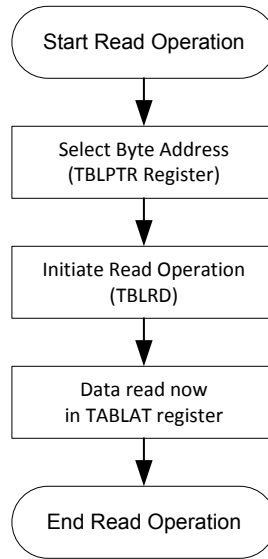 Start Read Operation
Select Byte Address
(TBLPTR Register)
Initiate Read Operation
(TBLRD)
Data read now
in TABLAT register
End Read Operation